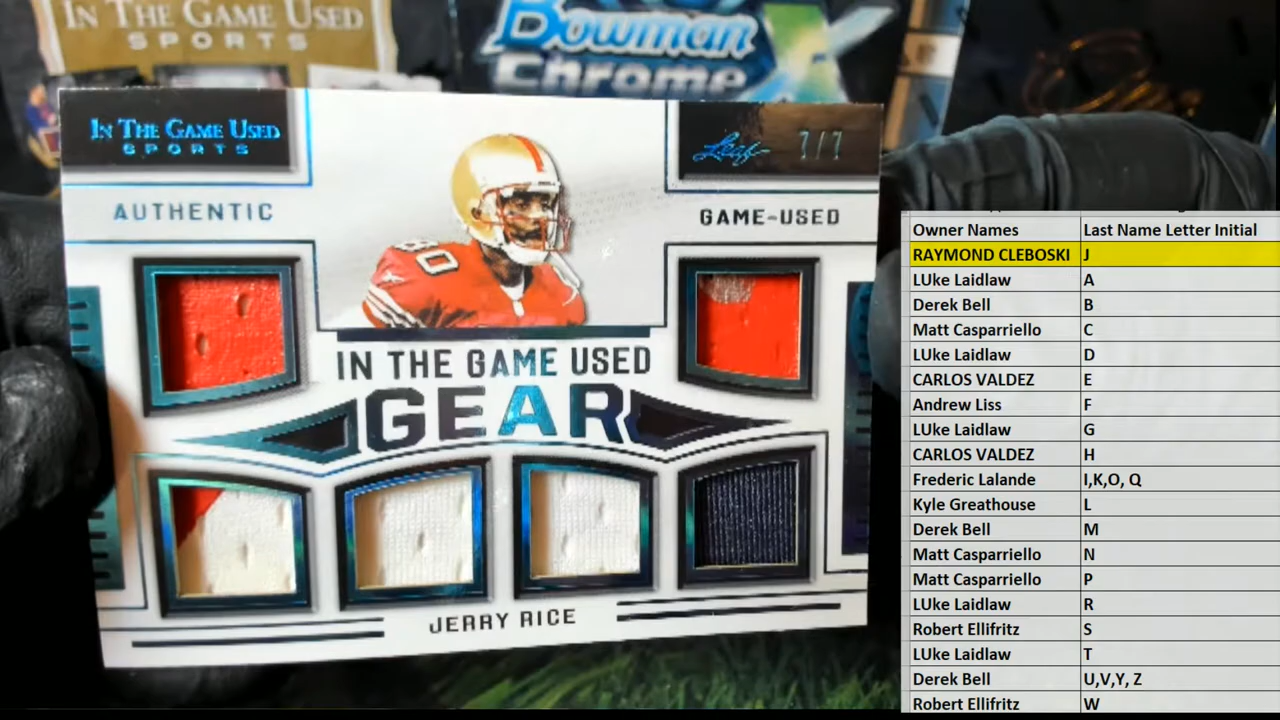 IN THE GAME USED
SPORTS
Bowman
Chrome
IN THE GAME USED
SPORTS
Leaf
7/7
AUTHENTIC
GAME-USED
80
IN THE GAME USED
GEAR
JERRY RICE
Owner Names Last Name Letter Initial
RAYMOND CLEBOSKI J
LUke Laidlaw A
Derek Bell B
Matt Casparriello C
LUke Laidlaw D
CARLOS VALDEZ E
Andrew Liss F
LUke Laidlaw G
CARLOS VALDEZ H
Frederic Lalande I,K,O, Q
Kyle Greathouse L
Derek Bell M
Matt Casparriello N
Matt Casparriello P
LUke Laidlaw R
Robert Ellifritz S
LUke Laidlaw T
Derek Bell U,V,Y, Z
Robert Ellifritz W